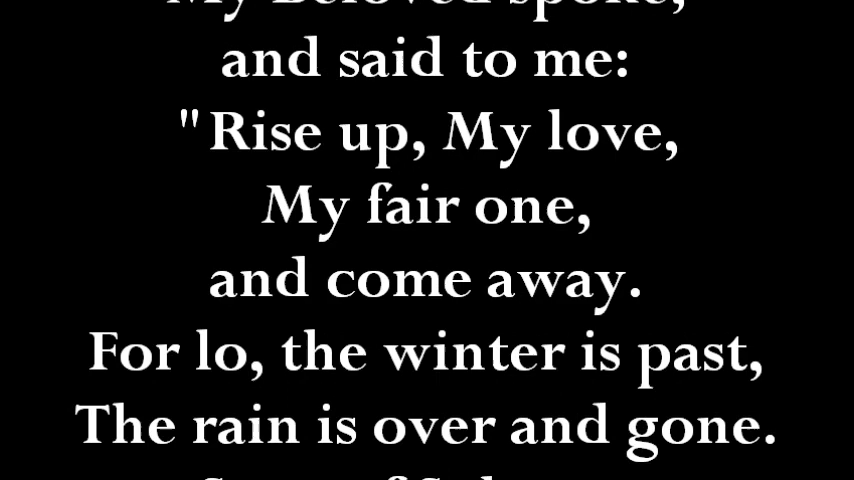 My Beloved spoke,
and said to me:
"Rise up, My love,
My fair one,
and come away.
For lo, the winter is past,
The rain is over and gone.